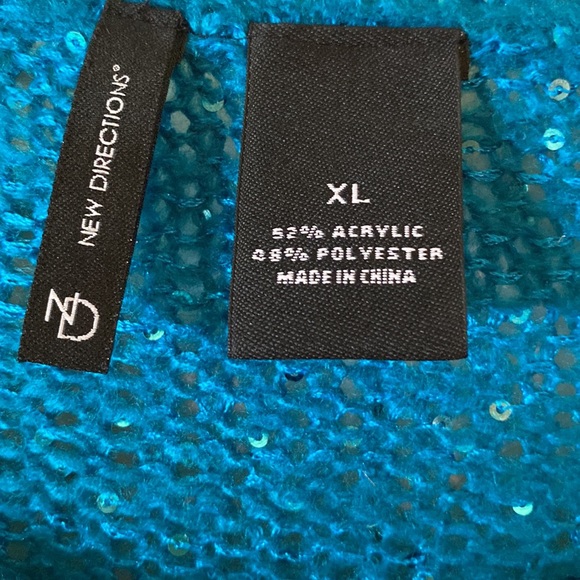 NEW DIRECTIONS®
ND
XL
52% ACRYLIC
48% POLYESTER
MADE IN CHINA